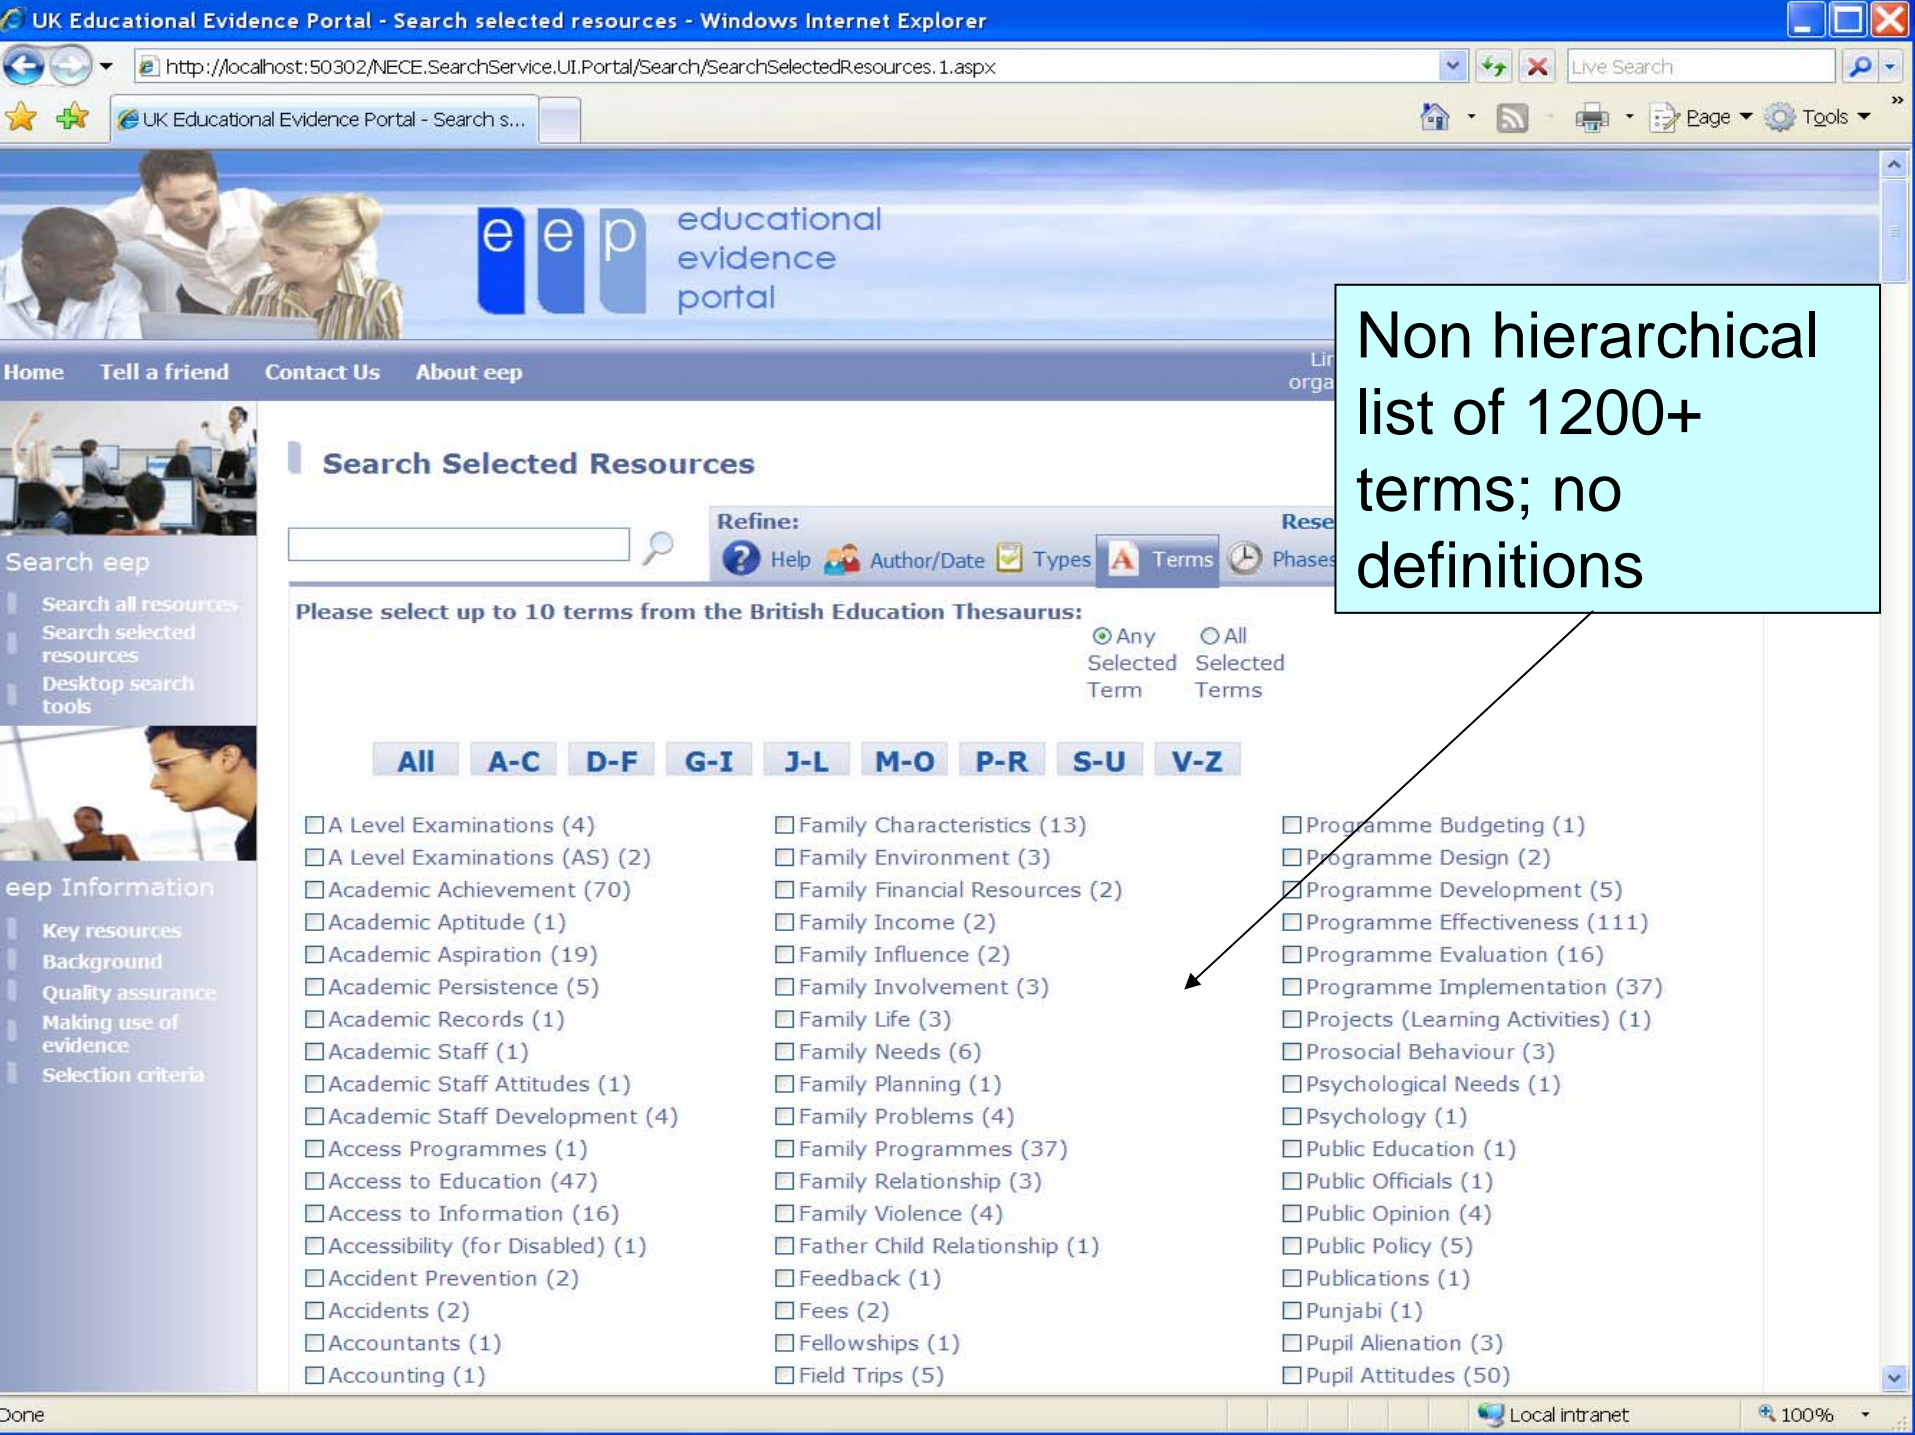 UK Educational Evidence Portal - Search selected resources - Windows Internet Explorer
http://localhost:50302/NECE.SearchService.UI.Portal/Search/SearchSelectedResources.1.aspx
Live Search
UK Educational Evidence Portal - Search s...
Page
Tools
e e p
educational
evidence
portal
Home Tell a friend Contact Us About eep
Non hierarchical
list of 1200+
terms; no
definitions
Search Selected Resources
Refine:
Help Author/Date Types A Terms Phases
Search eep
Search all resources
Search selected
resources
Desktop search
tools
eep Information
Key resources
Background
Quality assurance
Making use of
evidence
Selection criteria
Please select up to 10 terms from the British Education Thesaurus:
Any
Selected
Term
All
Selected
Terms
All A-C D-F G-I J-L M-O P-R S-U V-Z
A Level Examinations (4)
A Level Examinations (AS) (2)
Academic Achievement (70)
Academic Aptitude (1)
Academic Aspiration (19)
Academic Persistence (5)
Academic Records (1)
Academic Staff (1)
Academic Staff Attitudes (1)
Academic Staff Development (4)
Access Programmes (1)
Access to Education (47)
Access to Information (16)
Accessibility (for Disabled) (1)
Accident Prevention (2)
Accidents (2)
Accountants (1)
Accounting (1)
Family Characteristics (13)
Family Environment (3)
Family Financial Resources (2)
Family Income (2)
Family Influence (2)
Family Involvement (3)
Family Life (3)
Family Needs (6)
Family Planning (1)
Family Problems (4)
Family Programmes (37)
Family Relationship (3)
Family Violence (4)
Father Child Relationship (1)
Feedback (1)
Fees (2)
Fellowships (1)
Field Trips (5)
Programme Budgeting (1)
Programme Design (2)
Programme Development (5)
Programme Effectiveness (111)
Programme Evaluation (16)
Programme Implementation (37)
Projects (Learning Activities) (1)
Prosocial Behaviour (3)
Psychological Needs (1)
Psychology (1)
Public Education (1)
Public Officials (1)
Public Opinion (4)
Public Policy (5)
Publications (1)
Punjabi (1)
Pupil Alienation (3)
Pupil Attitudes (50)
Done
Local intranet
100%